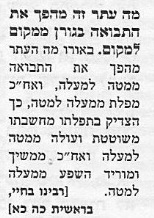 מה עתר זה מהפך את
התבואה בגורן ממקום
למקום. באורו מה העתר
מהפך את התבואה
ממטה למעלה, ואח"כ
מפלת ממעלה למטה, כך
הצדיק בתפלתו מחשבתו
משוטטת ועולה ממטה
למעלה ואח"כ ממשיך
ומוריד השפע ממעלה
למטה. [רבינו בחיי,
בראשית כה כא]